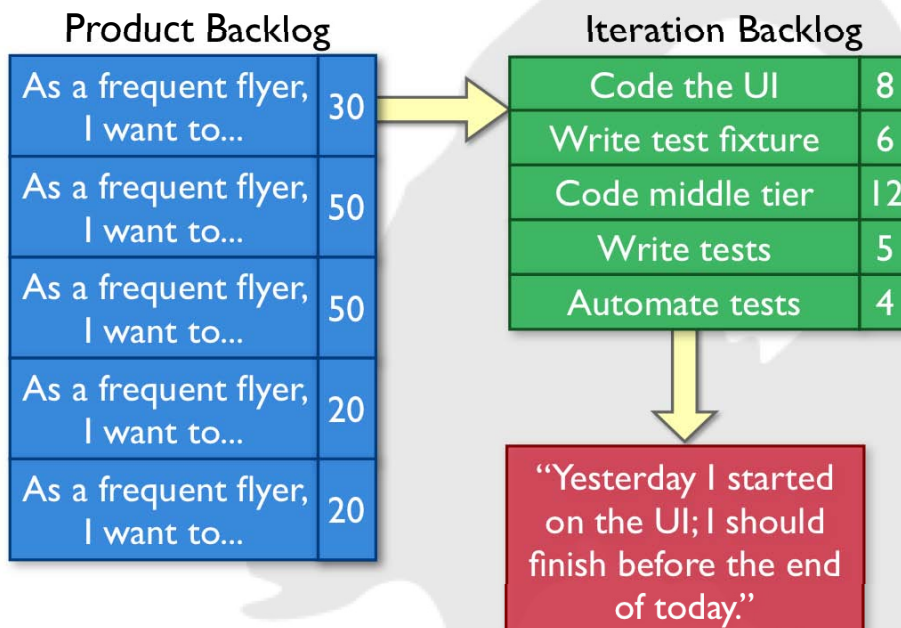 Product Backlog
As a frequent flyer,
I want to...
30
As a frequent flyer,
I want to...
50
As a frequent flyer,
I want to...
50
As a frequent flyer,
I want to...
20
As a frequent flyer,
I want to...
20
Iteration Backlog
Code the UI 8
Write test fixture 6
Code middle tier 12
Write tests 5
Automate tests 4
“Yesterday I started
on the UI; I should
finish before the end
of today.”